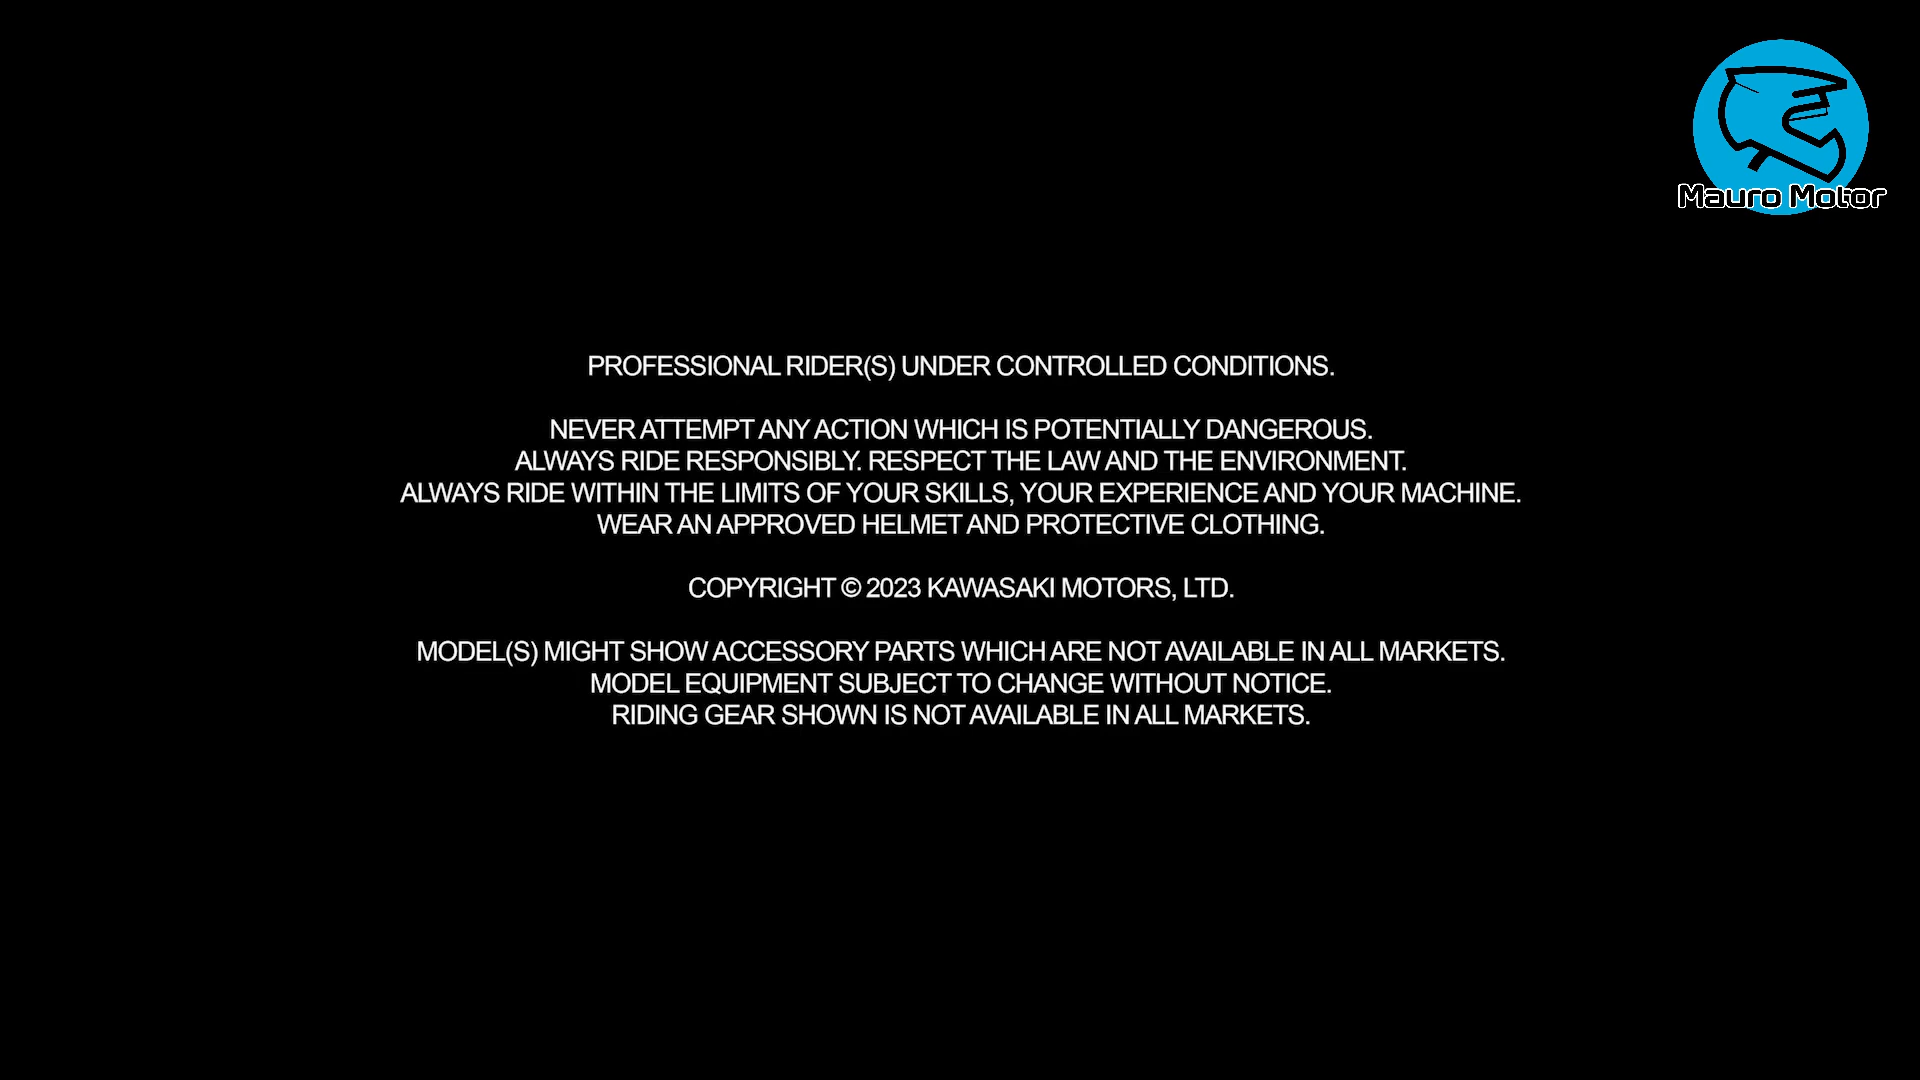 Mauro Motor
PROFESSIONAL RIDER(S) UNDER CONTROLLED CONDITIONS.
NEVER ATTEMPT ANY ACTION WHICH IS POTENTIALLY DANGEROUS.
ALWAYS RIDE RESPONSIBLY. RESPECT THE LAW AND THE ENVIRONMENT.
ALWAYS RIDE WITHIN THE LIMITS OF YOUR SKILLS, YOUR EXPERIENCE AND YOUR MACHINE.
WEAR AN APPROVED HELMET AND PROTECTIVE CLOTHING.
COPYRIGHT © 2023 KAWASAKI MOTORS, LTD.
MODEL(S) MIGHT SHOW ACCESSORY PARTS WHICH ARE NOT AVAILABLE IN ALL MARKETS.
MODEL EQUIPMENT SUBJECT TO CHANGE WITHOUT NOTICE.
RIDING GEAR SHOWN IS NOT AVAILABLE IN ALL MARKETS.